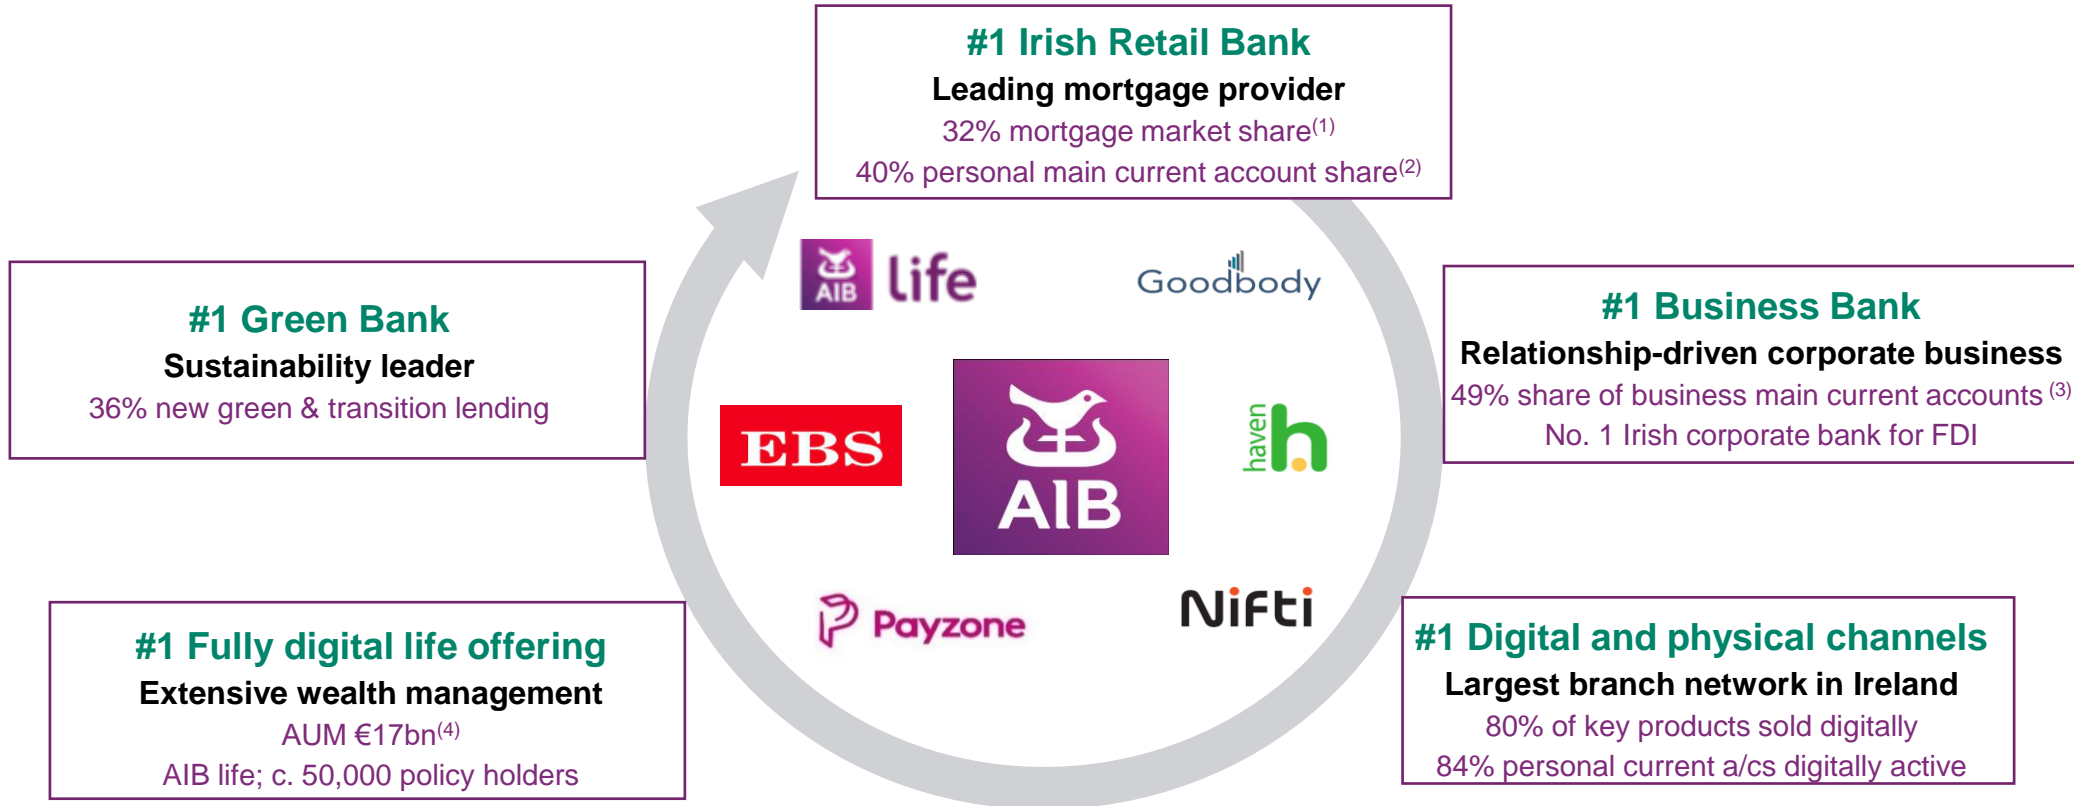 #1 Irish Retail Bank
Leading mortgage provider
32% mortgage market share(1)
40% personal main current account share(2)
AIB life
Goodbody
#1 Green Bank
Sustainability leader
36% new green & transition lending
#1 Business Bank
Relationship-driven corporate business
49% share of business main current accounts (3)
No. 1 Irish corporate bank for FDI
EBS
AIB
haven h
Payzone
Nifti
#1 Fully digital life offering
Extensive wealth management
AUM €17bn(4)
AIB life; c. 50,000 policy holders
#1 Digital and physical channels
Largest branch network in Ireland
80% of key products sold digitally
84% personal current a/cs digitally active